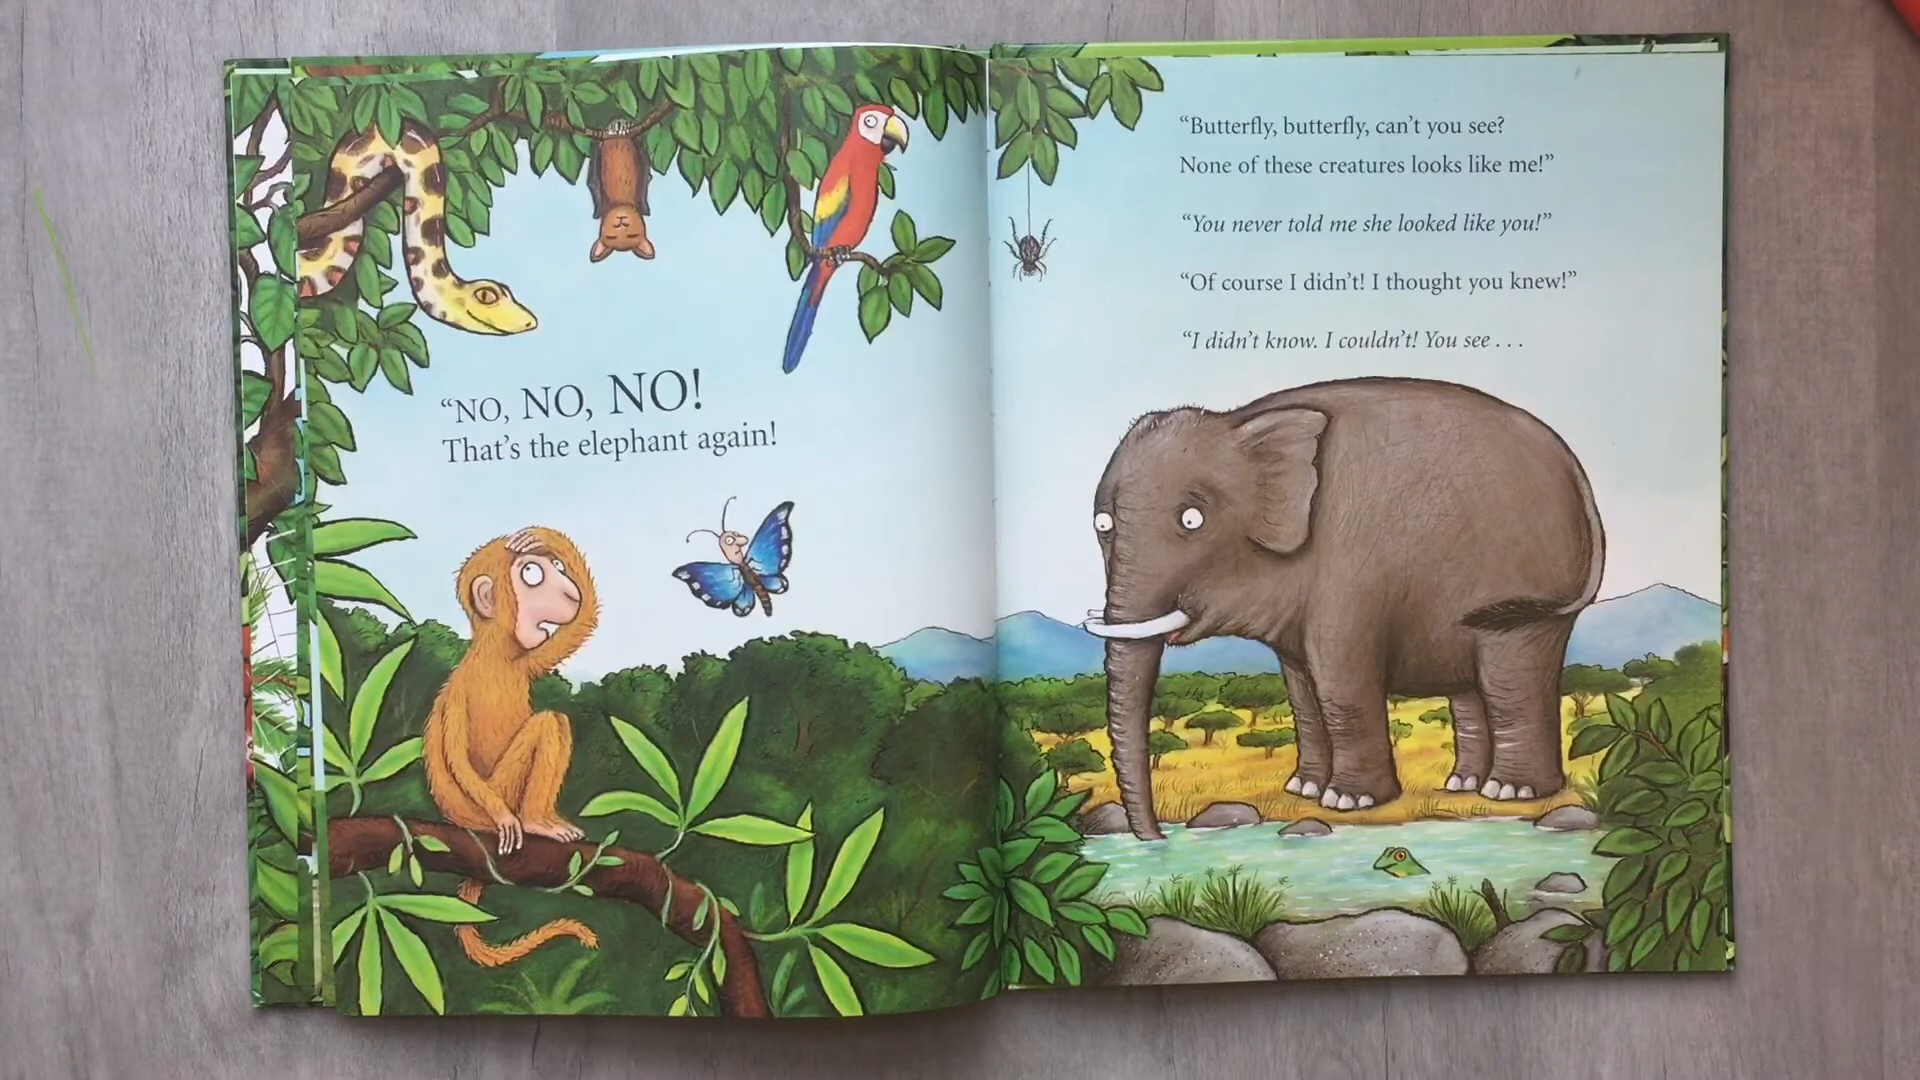 “NO, NO, NO!
That’s the elephant again!
“Butterfly, butterfly, can’t you see?
None of these creatures looks like me!”
“You never told me she looked like you!”
“Of course I didn’t! I thought you knew!”
“I didn’t know. I couldn’t! You see . . .